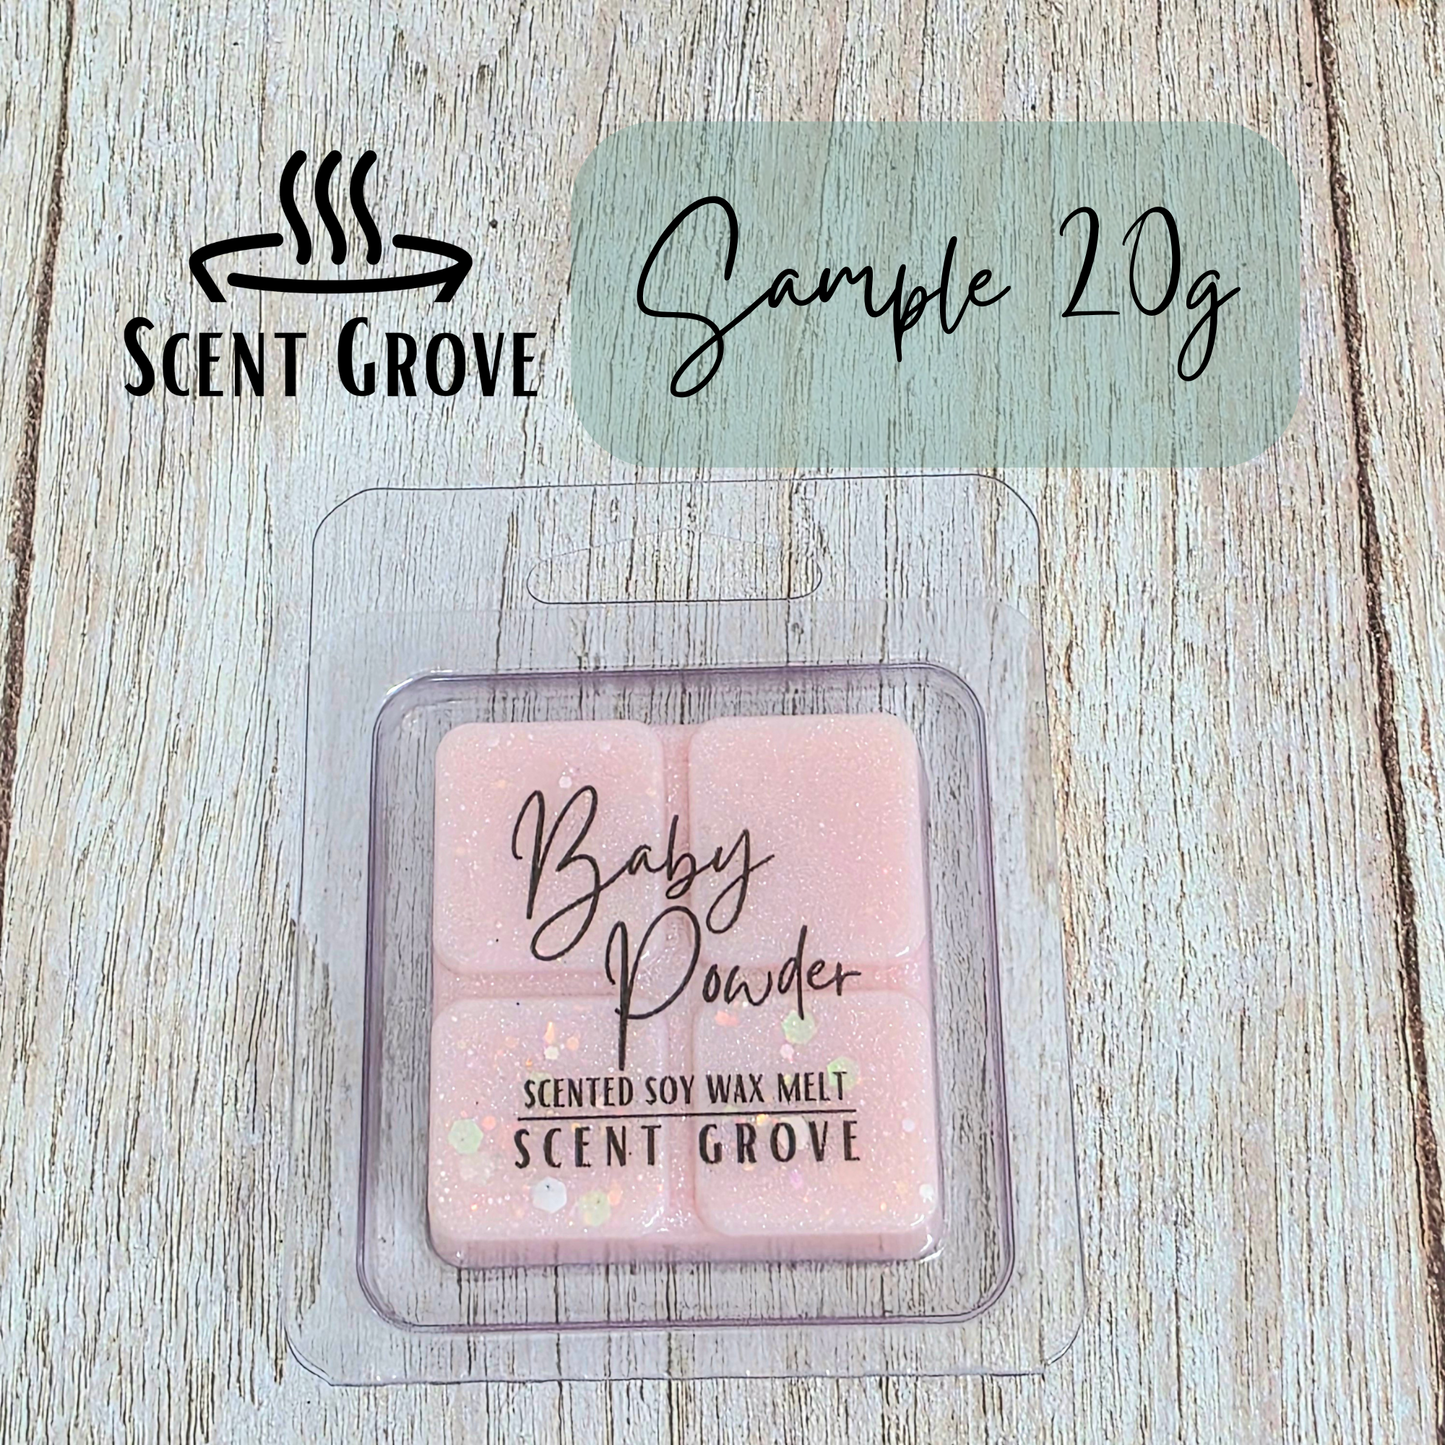 SCENT GROVE
Sample 20g
Baby
Powder
SCENTED SOY WAX MELT
SCENT GROVE